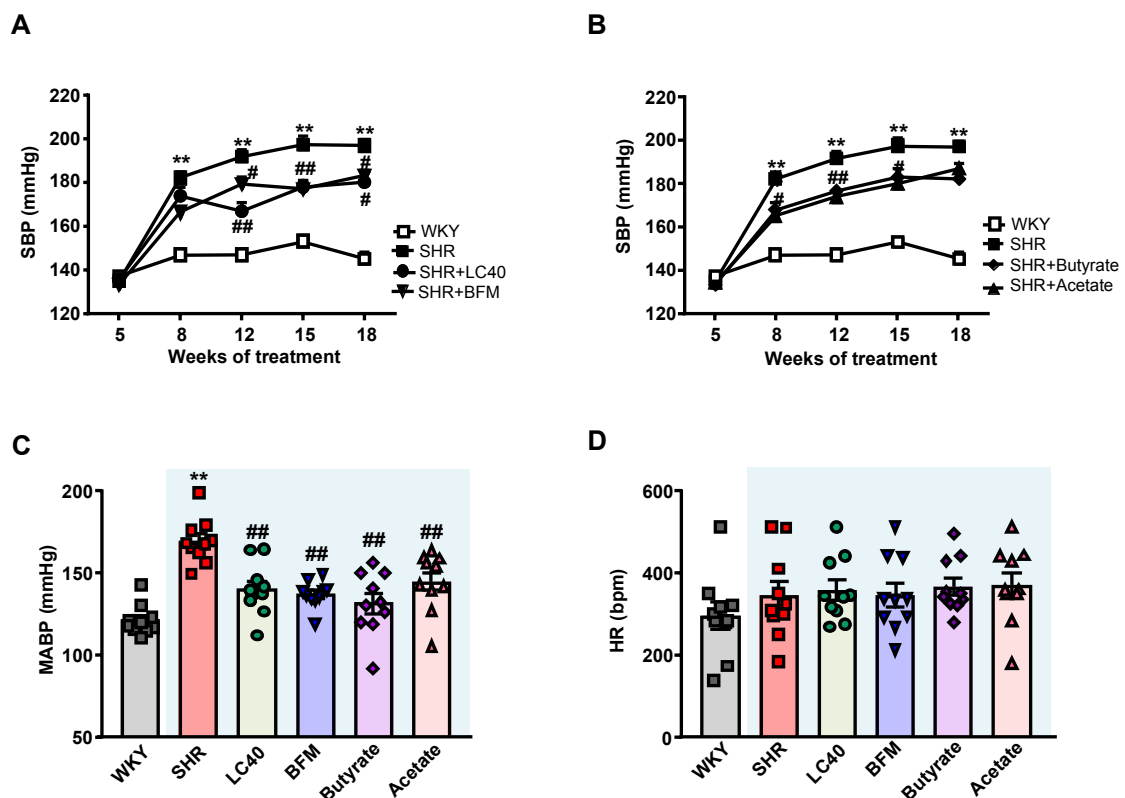 A
SBP (mmHg)
220
200
180
160
140
120
**
**
**
**
#
##
#
##
#
WKY
SHR
SHR+LC40
SHR+BFM
5 8 12 15 18
Weeks of treatment
B
SBP (mmHg)
220
200
180
160
140
120
**
**
**
**
#
##
#
WKY
SHR
SHR+Butyrate
SHR+Acetate
5 8 12 15 18
Weeks of treatment
C
MABP (mmHg)
200
150
100
50
**
##
##
##
##
WKY SHR LC40 BFM Butyrate Acetate
D
HR (bpm)
600
400
200
0
WKY SHR LC40 BFM Butyrate Acetate